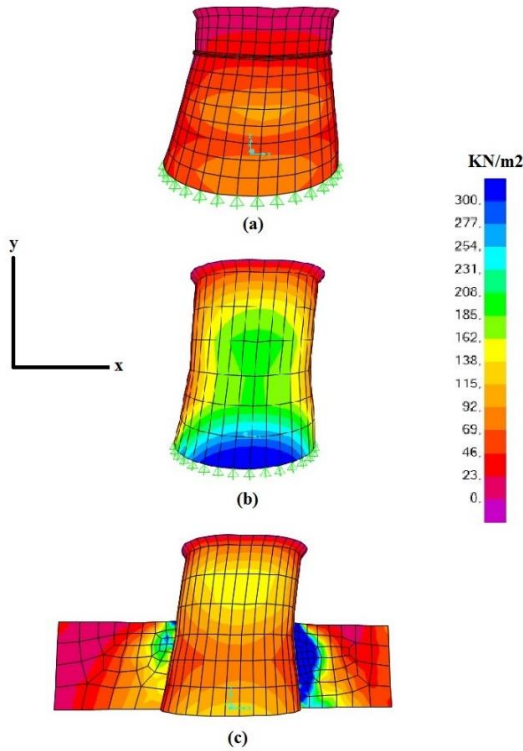 (a)
KN/m2
300.
277.
254.
231.
208.
185.
162.
138.
115.
92.
69.
46.
23.
0.
y
x
(b)
(c)